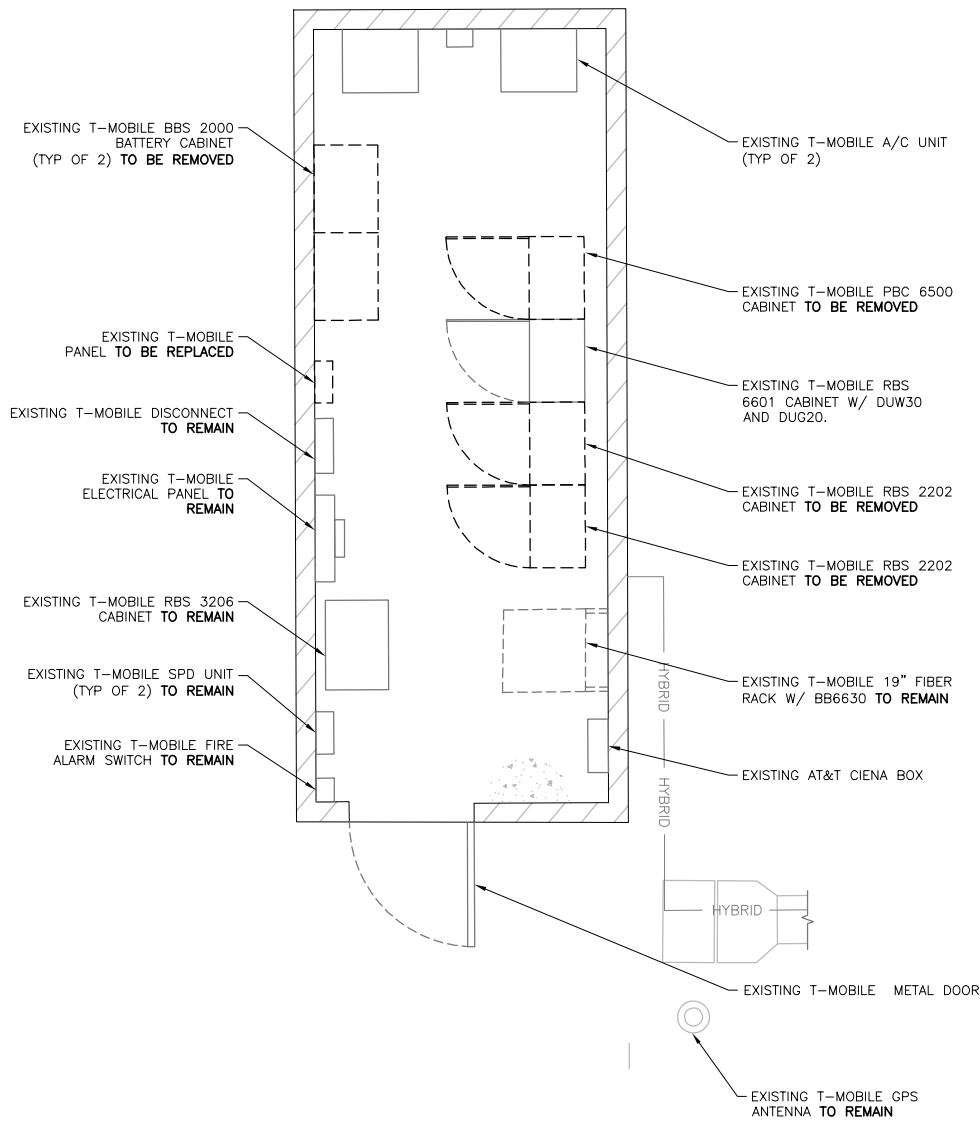 EXISTING T-MOBILE BBS 2000
BATTERY CABINET
(TYP OF 2) TO BE REMOVED
EXISTING T-MOBILE
PANEL TO BE REPLACED
EXISTING T-MOBILE DISCONNECT
TO REMAIN
EXISTING T-MOBILE
ELECTRICAL PANEL TO
REMAIN
EXISTING T-MOBILE RBS 3206
CABINET TO REMAIN
EXISTING T-MOBILE SPD UNIT
(TYP OF 2) TO REMAIN
EXISTING T-MOBILE FIRE
ALARM SWITCH TO REMAIN
EXISTING T-MOBILE A/C UNIT
(TYP OF 2)
EXISTING T-MOBILE PBC 6500
CABINET TO BE REMOVED
EXISTING T-MOBILE RBS
6601 CABINET W/ DUW30
AND DUG20.
EXISTING T-MOBILE RBS 2202
CABINET TO BE REMOVED
EXISTING T-MOBILE RBS 2202
CABINET TO BE REMOVED
HYBRID
EXISTING T-MOBILE 19" FIBER
RACK W/ BB6630 TO REMAIN
EXISTING AT&T CIENA BOX
HYBRID
HYBRID
EXISTING T-MOBILE METAL DOOR
EXISTING T-MOBILE GPS
ANTENNA TO REMAIN